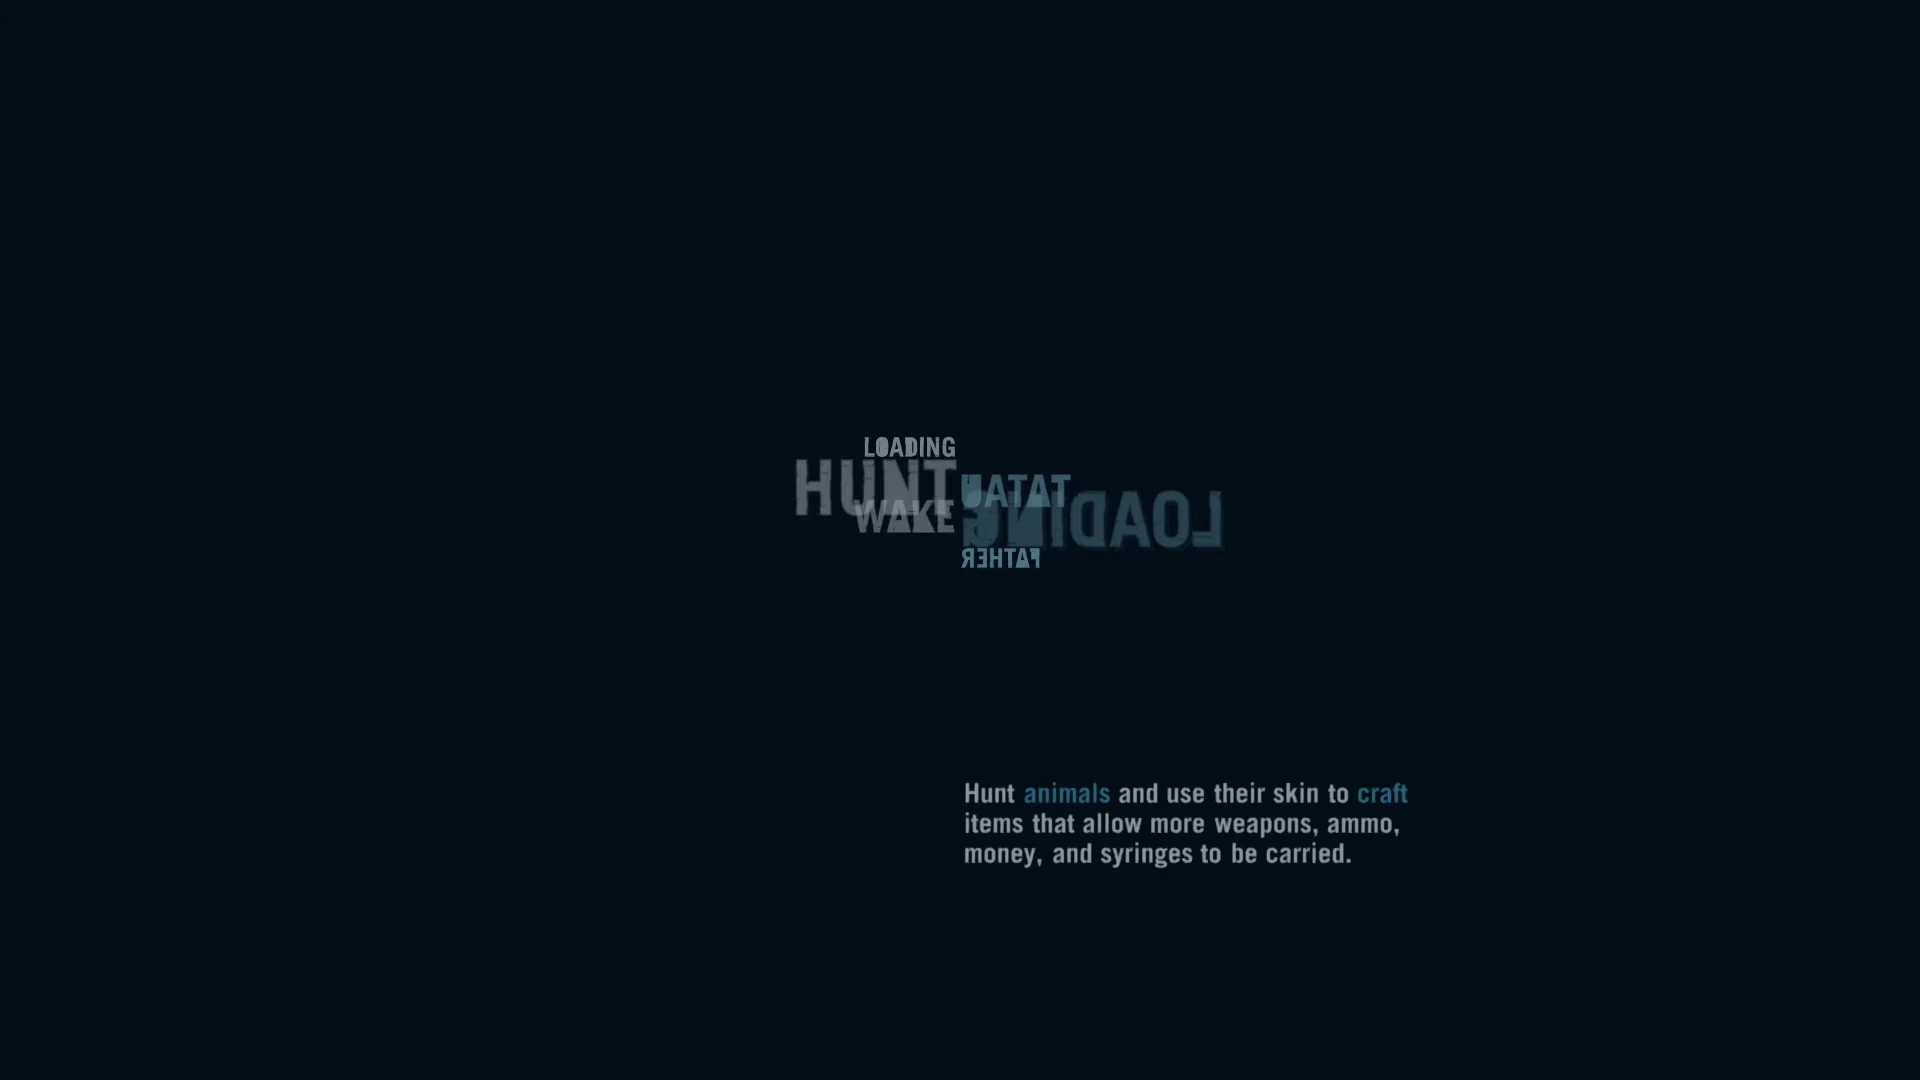 LOADING
HUNT
TATAU
WAKE
LOADING
FATHER
Hunt animals and use their skin to craft
items that allow more weapons, ammo,
money, and syringes to be carried.